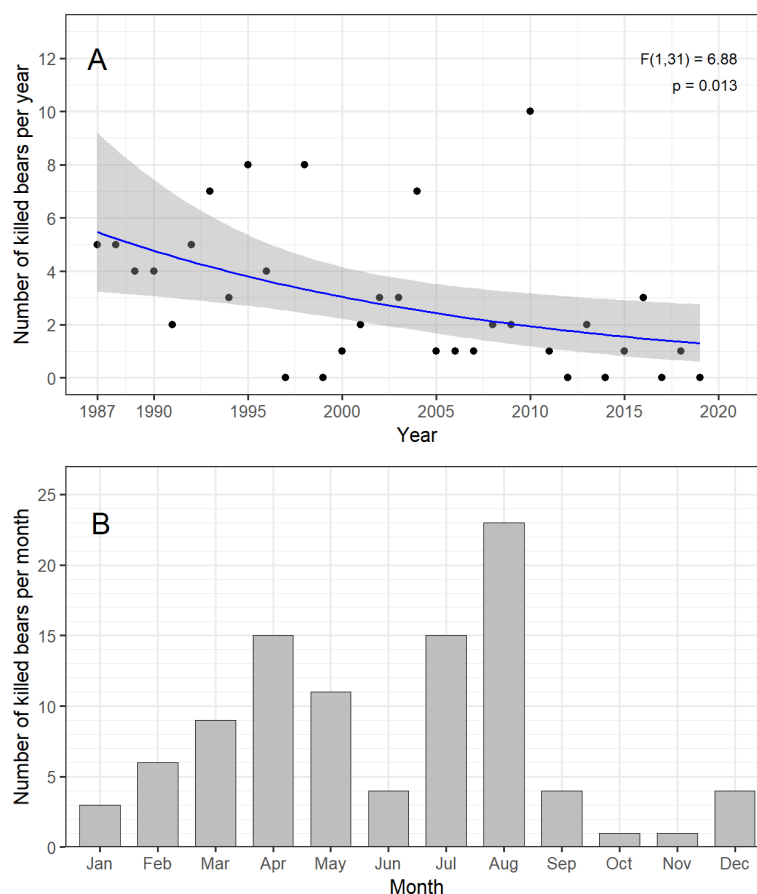 A
F(1,31) = 6.88
p = 0.013
Number of killed bears per year
12
10
8
6
4
2
0
1987 1990 1995 2000 2005 2010 2015 2020
Year
B
Number of killed bears per month
25
20
15
10
5
0
Jan Feb Mar Apr May Jun Jul Aug Sep Oct Nov Dec
Month